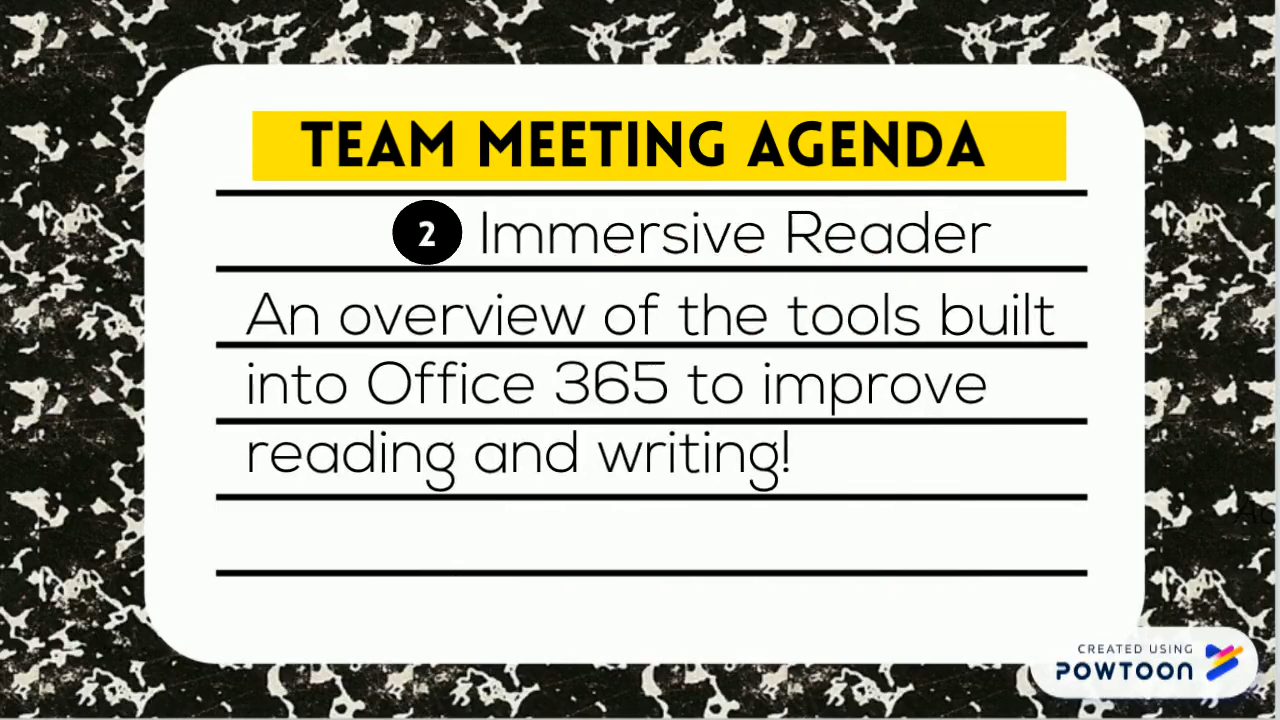 TEAM MEETING AGENDA
2 Immersive Reader
An overview of the tools built
into Office 365 to improve
reading and writing!
CREATED USING
POWTOON